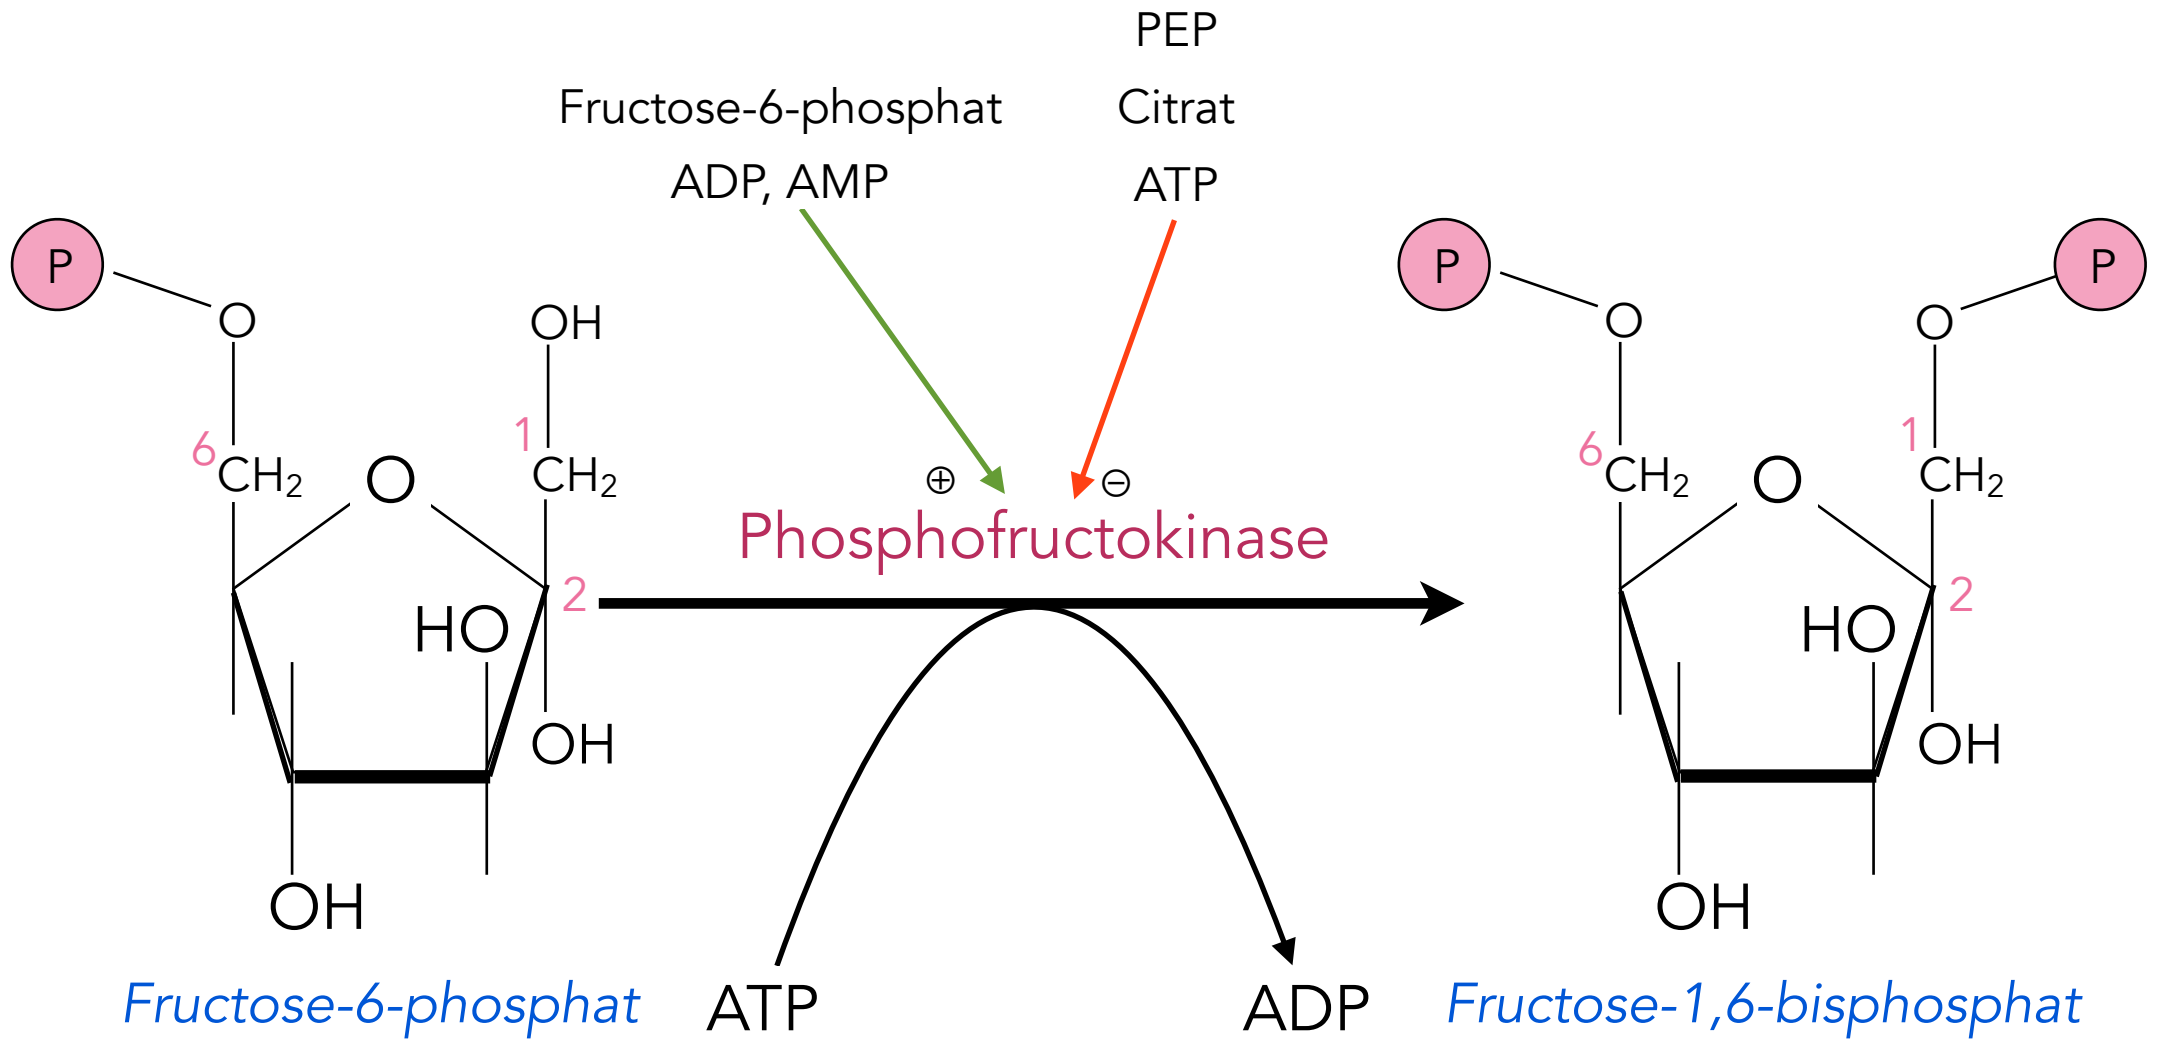 PEP
Fructose-6-phosphat
Citrat
ADP, AMP
ATP
P
O
OH
6
CH2
O
1
CH2
HO
2
OH
OH
Fructose-6-phosphat
⊕
⊖
Phosphofructokinase
ATP
ADP
P
P
O
O
6
CH2
O
1
CH2
HO
2
OH
OH
Fructose-1,6-bisphosphat